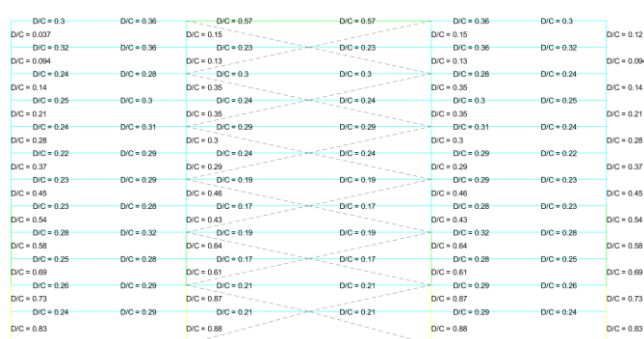 D/C = 0.3 D/C = 0.36 D/C = 0.57 D/C = 0.57 D/C = 0.36 D/C = 0.3
D/C = 0.037 D/C = 0.15 D/C = 0.15 D/C = 0.12
D/C = 0.32 D/C = 0.36 D/C = 0.23 D/C = 0.23 D/C = 0.36 D/C = 0.32
D/C = 0.094 D/C = 0.13 D/C = 0.13 D/C = 0.094
D/C = 0.24 D/C = 0.28 D/C = 0.3 D/C = 0.3 D/C = 0.28 D/C = 0.24
D/C = 0.14 D/C = 0.35 D/C = 0.35 D/C = 0.14
D/C = 0.25 D/C = 0.3 D/C = 0.24 D/C = 0.24 D/C = 0.3 D/C = 0.25
D/C = 0.21 D/C = 0.35 D/C = 0.35 D/C = 0.21
D/C = 0.24 D/C = 0.31 D/C = 0.29 D/C = 0.29 D/C = 0.31 D/C = 0.24
D/C = 0.28 D/C = 0.3 D/C = 0.3 D/C = 0.28
D/C = 0.22 D/C = 0.29 D/C = 0.24 D/C = 0.24 D/C = 0.29 D/C = 0.22
D/C = 0.37 D/C = 0.29 D/C = 0.29 D/C = 0.37
D/C = 0.23 D/C = 0.29 D/C = 0.19 D/C = 0.19 D/C = 0.29 D/C = 0.23
D/C = 0.45 D/C = 0.46 D/C = 0.46 D/C = 0.45
D/C = 0.23 D/C = 0.28 D/C = 0.17 D/C = 0.17 D/C = 0.28 D/C = 0.23
D/C = 0.54 D/C = 0.43 D/C = 0.43 D/C = 0.54
D/C = 0.28 D/C = 0.32 D/C = 0.19 D/C = 0.19 D/C = 0.32 D/C = 0.28
D/C = 0.58 D/C = 0.64 D/C = 0.64 D/C = 0.58
D/C = 0.25 D/C = 0.28 D/C = 0.17 D/C = 0.17 D/C = 0.28 D/C = 0.25
D/C = 0.69 D/C = 0.61 D/C = 0.61 D/C = 0.69
D/C = 0.26 D/C = 0.29 D/C = 0.21 D/C = 0.21 D/C = 0.29 D/C = 0.26
D/C = 0.73 D/C = 0.87 D/C = 0.87 D/C = 0.73
D/C = 0.24 D/C = 0.29 D/C = 0.21 D/C = 0.21 D/C = 0.29 D/C = 0.24
D/C = 0.83 D/C = 0.88 D/C = 0.88 D/C = 0.83